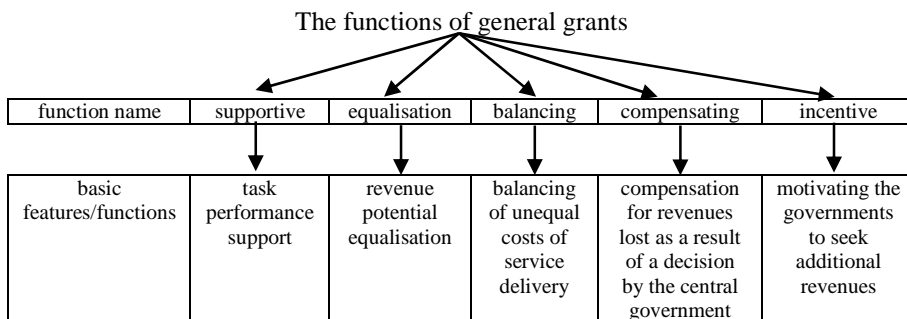 The functions of general grants
function name supportive equalisation balancing compensating incentive
basic
features/functions
task
performance
support
revenue
potential
equalisation
balancing
of unequal
costs of
service
delivery
compensation
for revenues
lost as a result
of a decision
by the central
government
motivating the
governments
to seek
additional
revenues